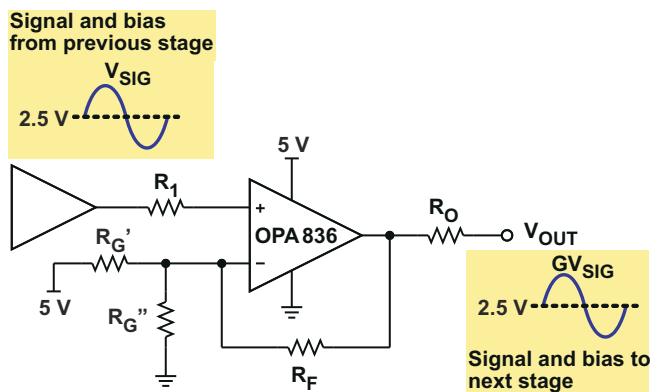 Signal and bias
from previous stage
VSIG
2.5 V
5 V
R1
RO
+
OPA836
VOUT
RG’
−
GVSIG
5 V
RG”
2.5 V
RF
Signal and bias to
next stage